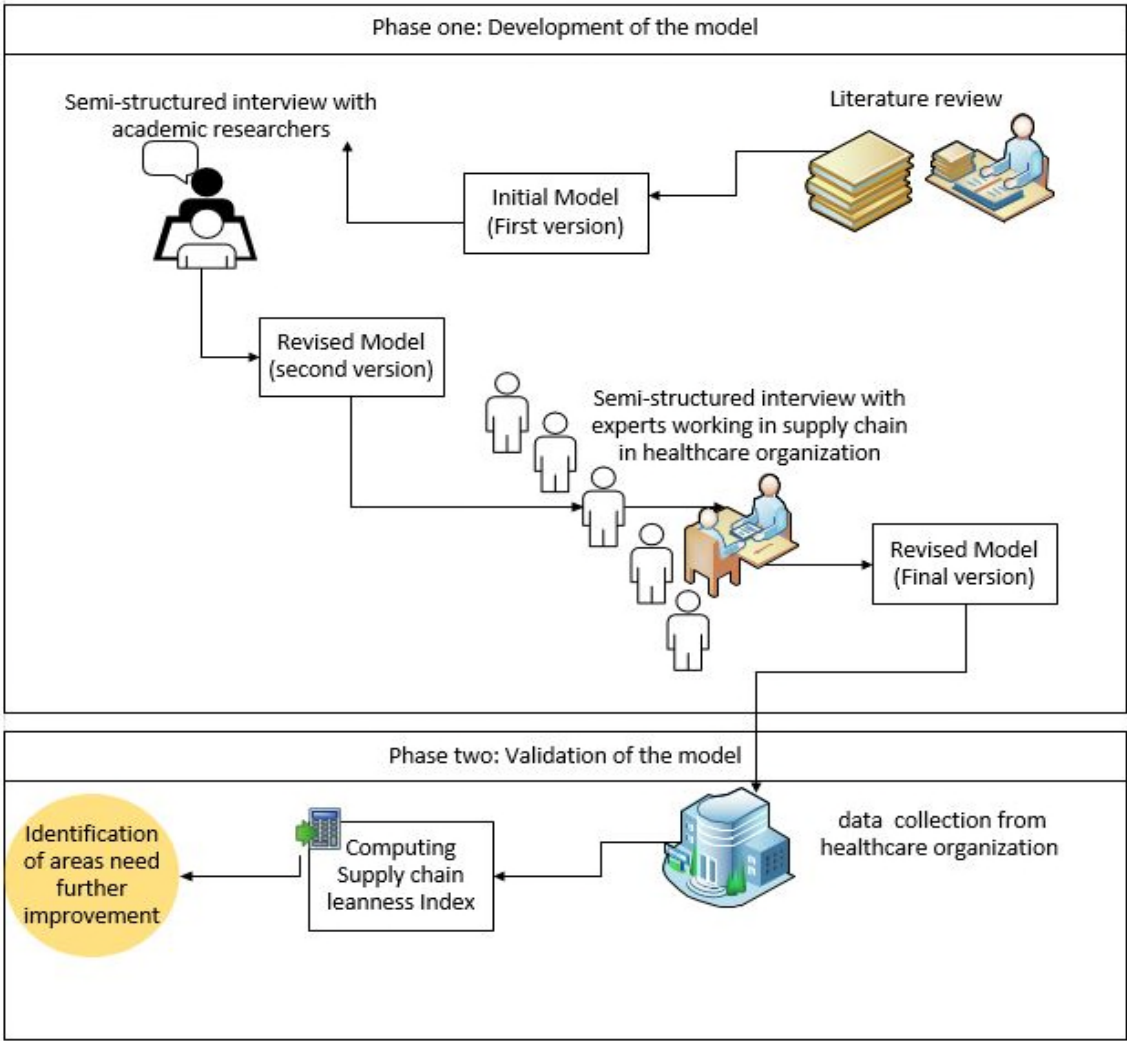 Phase one: Development of the model
Semi-structured interview with
academic researchers
Literature review
Initial Model
(First version)
Revised Model
(second version)
Semi-structured interview with
experts working in supply chain
in healthcare organization
Revised Model
(Final version)
Phase two: Validation of the model
Identification
of areas need
further
improvement
Computing
Supply chain
leanness Index
data collection from
healthcare organization